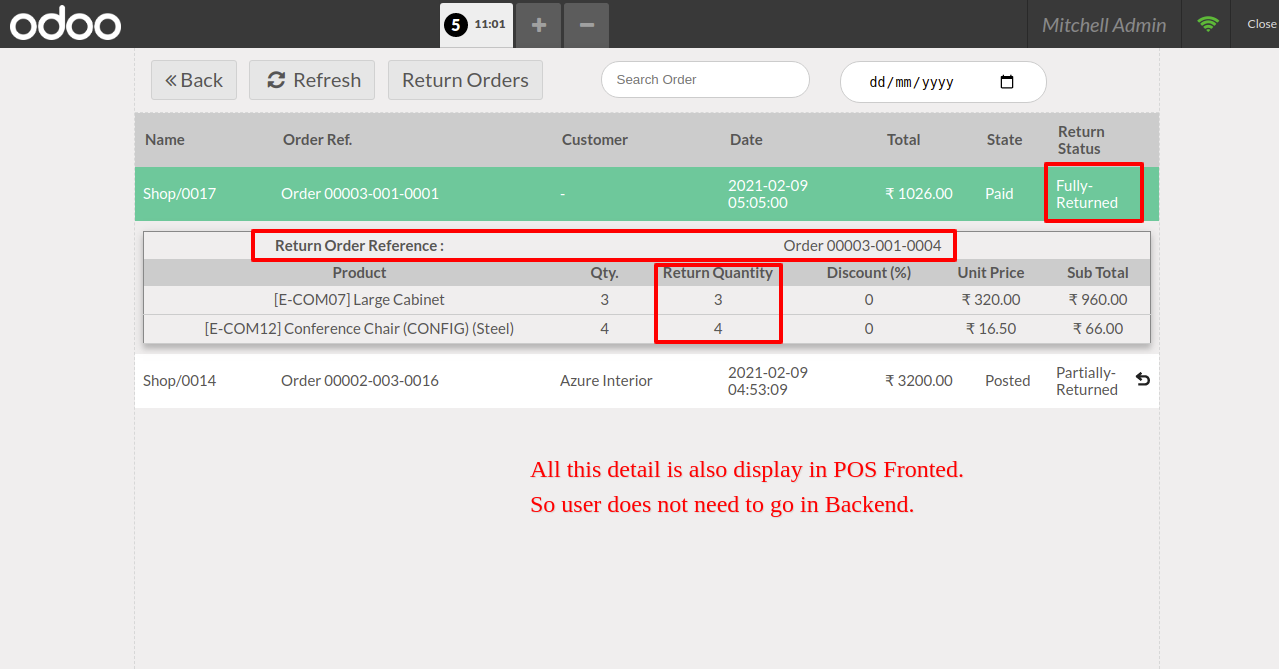 odoo
5 11:01 + − Mitchell Admin Close
« Back Refresh Return Orders Search Order dd/mm/yyyy
Name Order Ref. Customer Date Total State Return
Status
Shop/0017 Order 00003-001-0001 - 2021-02-09
05:05:00 ₹ 1026.00 Paid Fully-
Returned
Return Order Reference : Order 00003-001-0004
Product Qty. Return Quantity Discount (%) Unit Price Sub Total
[E-COM07] Large Cabinet 3 3 0 ₹ 320.00 ₹ 960.00
[E-COM12] Conference Chair (CONFIG) (Steel) 4 4 0 ₹ 16.50 ₹ 66.00
Shop/0014 Order 00002-003-0016 Azure Interior 2021-02-09
04:53:09 ₹ 3200.00 Posted Partially-
Returned
All this detail is also display in POS Fronted.
So user does not need to go in Backend.